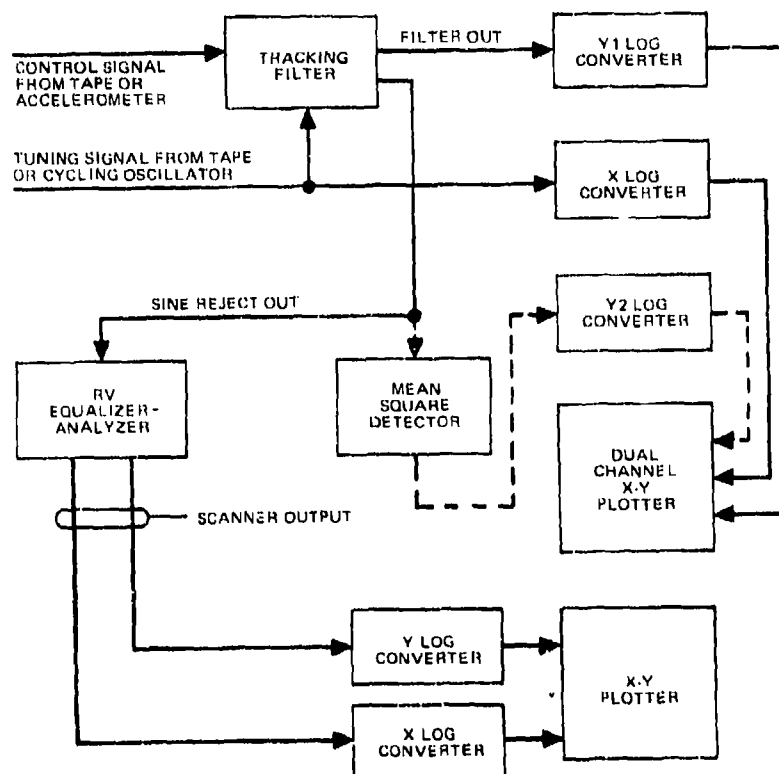 THACKING
FILTER
FILTER OUT
Y1 LOG
CONVERTER
CONTROL SIGNAL
FROM TAPE OR
ACCELEROMETER
TUNING SIGNAL FROM TAPE
OR CYCLING OSCILLATOR
X LOG
CONVERTER
SINE REJECT OUT
Y2 LOG
CONVERTER
RV
EQUALIZER-
ANALYZER
MEAN
SQUARE
DETECTOR
DUAL
CHANNEL
X-Y
PLOTTER
SCANNER OUTPUT
Y LOG
CONVERTER
X-Y
PLOTTER
X LOG
CONVERTER